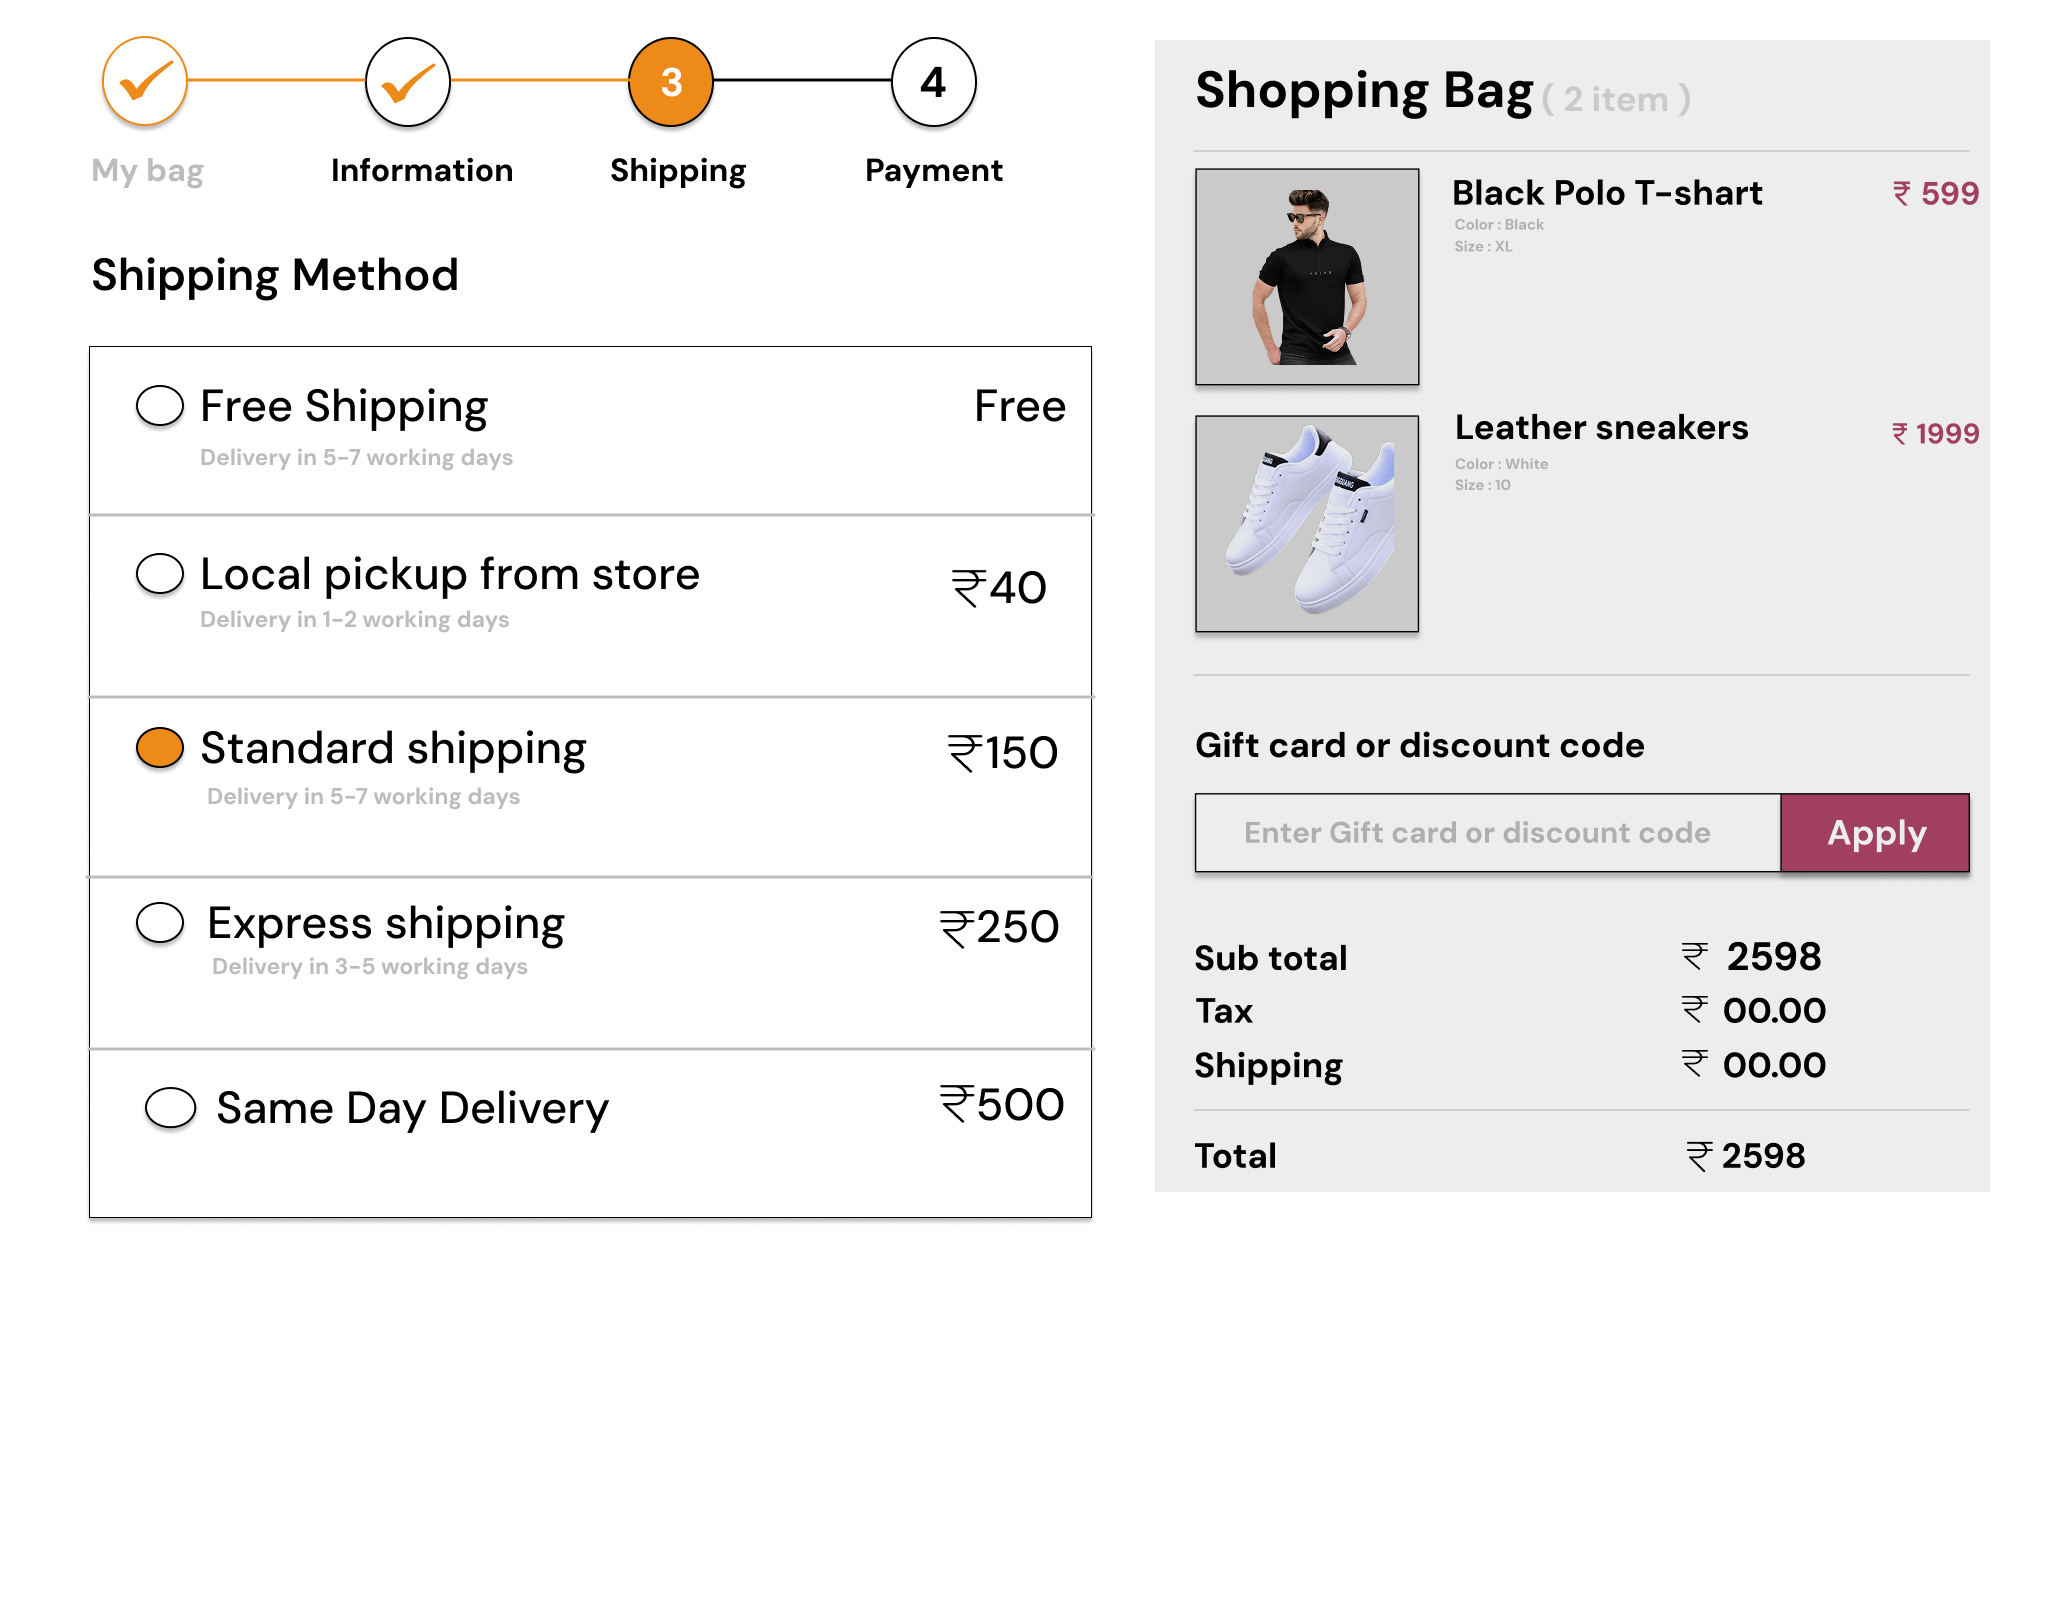 3
4
My bag
Information
Shipping
Payment
Shipping Method
Free Shipping
Free
Delivery in 5-7 working days
Local pickup from store
₹40
Delivery in 1-2 working days
Standard shipping
₹150
Delivery in 5-7 working days
Express shipping
₹250
Delivery in 3-5 working days
Same Day Delivery
₹500
Shopping Bag ( 2 item )
Black Polo T-shart
₹ 599
Color : Black
Size : XL
Leather sneakers
₹ 1999
Color : White
Size : 10
Gift card or discount code
Enter Gift card or discount code
Apply
Sub total
₹ 2598
Tax
₹ 00.00
Shipping
₹ 00.00
Total
₹ 2598